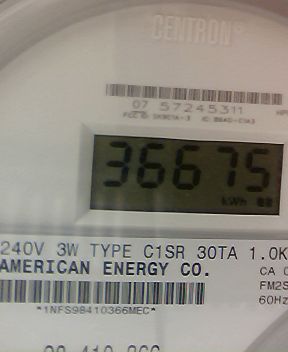 CENTRON®
07 57245311
36675
kWh
240V 3W TYPE C1SR 30TA 1.0K
AMERICAN ENERGY CO.
CA
FM2S
60Hz
*1NFS98410366MEC*